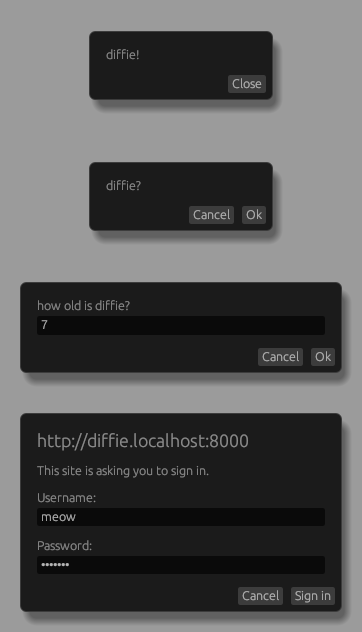 diffie!
Close
diffie?
Cancel Ok
how old is diffie?
7
Cancel Ok
http://diffie.localhost:8000
This site is asking you to sign in.
Username:
meow
Password:
•••••••
Cancel Sign in